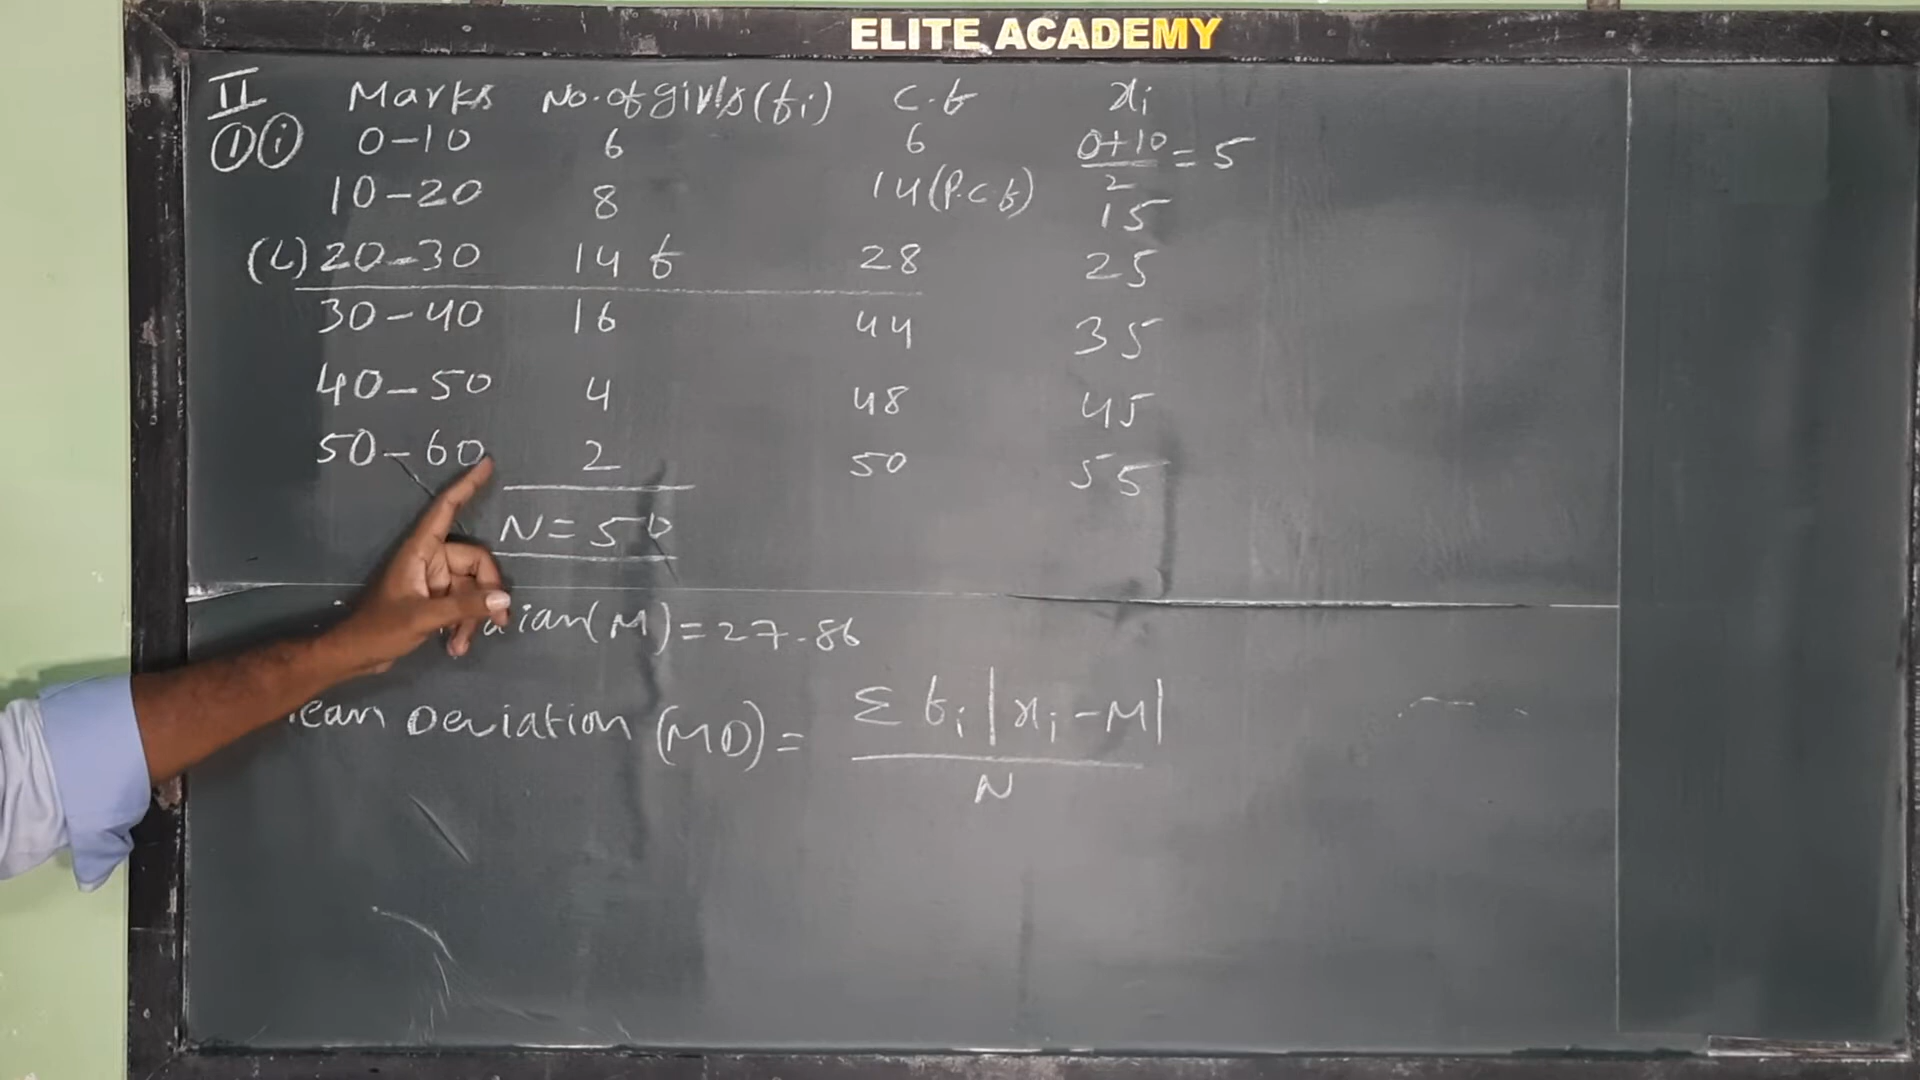 ELITE ACADEMY
II Marks No. of girls (fi) C.f xi
① ⓘ 0-10 6 6 0+10/2 = 5
10-20 8 14 (P.C.f) 15
(L) 20-30 14 f 28 25
30-40 16 44 35
40-50 4 48 45
50-60 2 50 55
N = 50
(M) = 27.86
Deviation (MD) = Σ fi |xi - M| / N